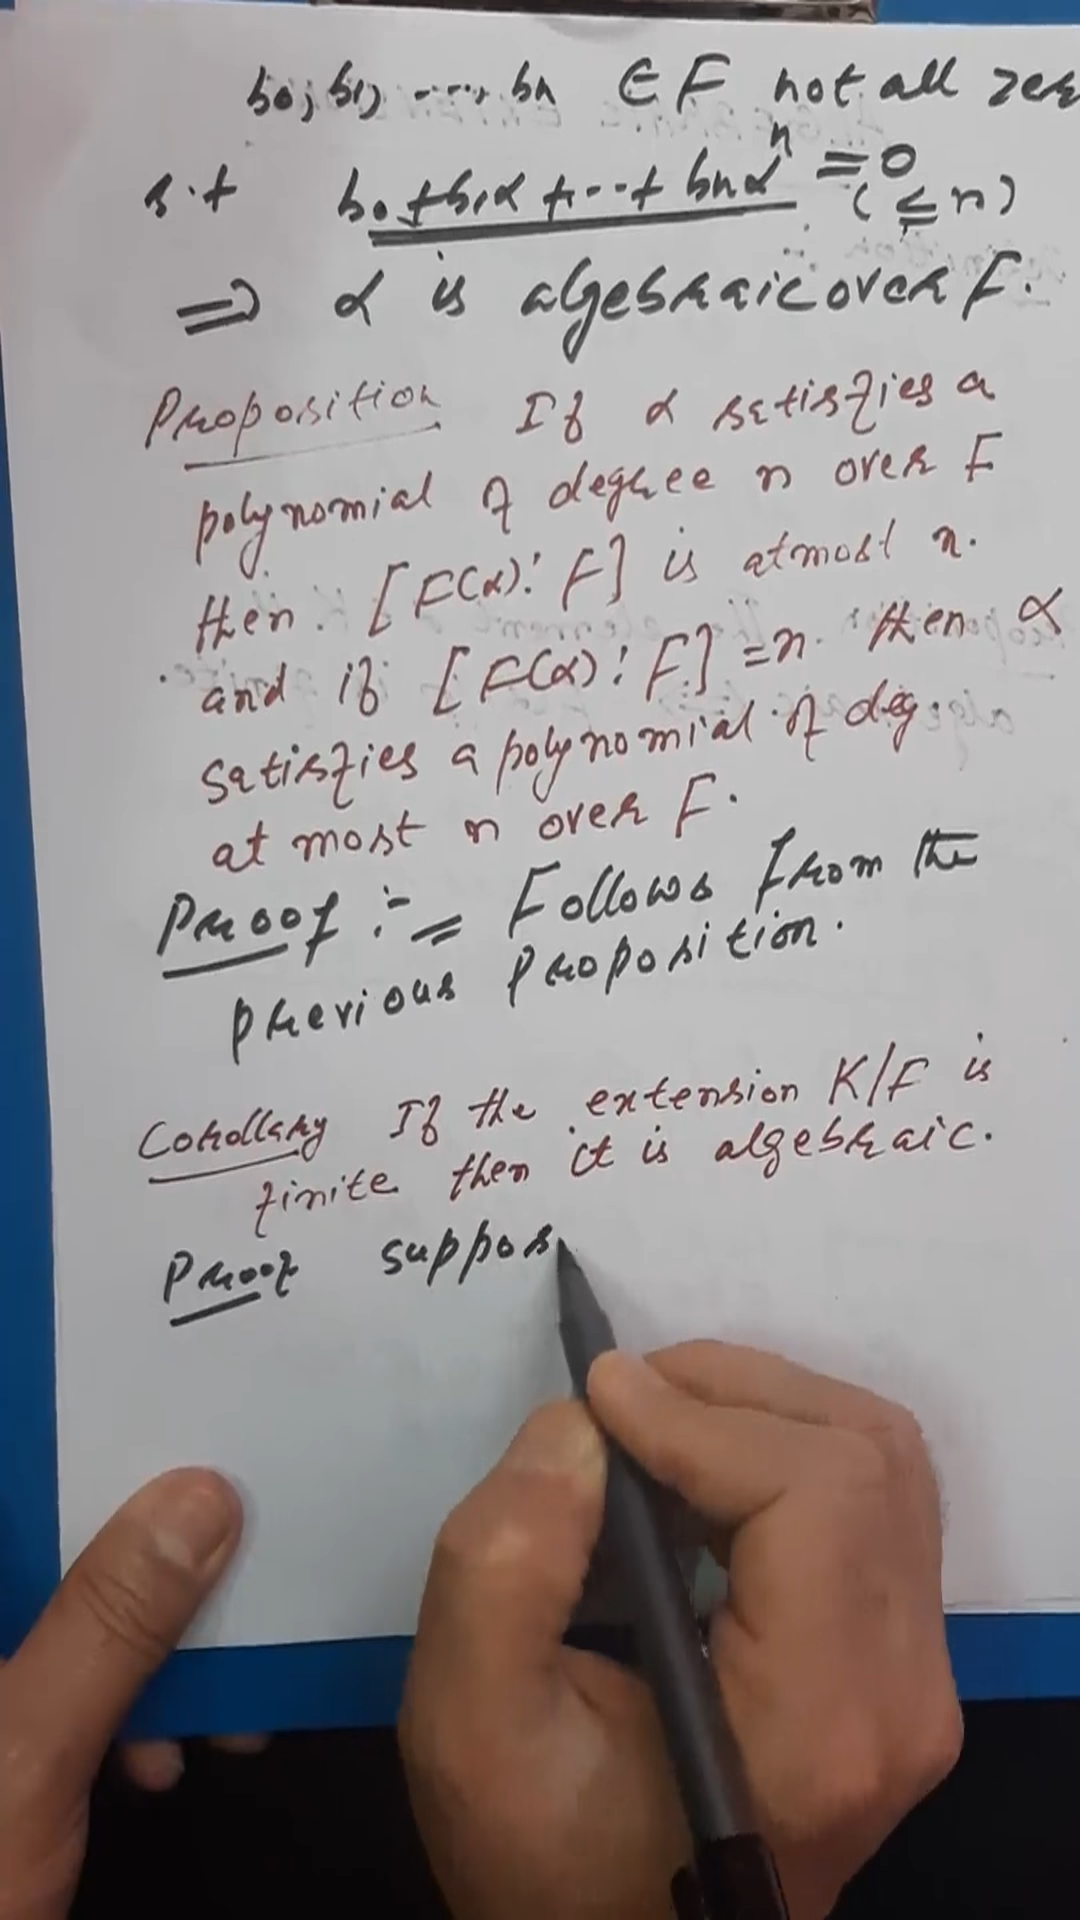 b0, b1, ...., bn ∈ F not all zer
s.t b0 + b1α + ... + bnα^n = 0
(≤ n)
⇒ α is algebraic over F.
Proposition If α satisfies a
polynomial of degree n over F
then [F(α): F] is atmost n.
and if [F(α): F] = n. then α
satisfies a polynomial of deg.
at most n over F.
Proof :- Follows from the
previous proposition.
Corollary If the extension K/F is
finite then it is algebraic.
Proof suppos